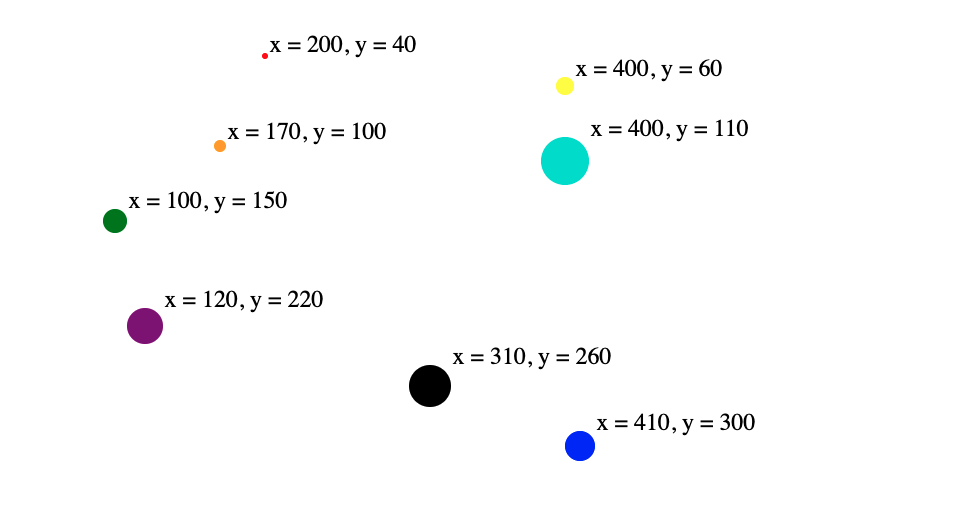 x = 200, y = 40
x = 400, y = 60
x = 170, y = 100
x = 400, y = 110
x = 100, y = 150
x = 120, y = 220
x = 310, y = 260
x = 410, y = 300